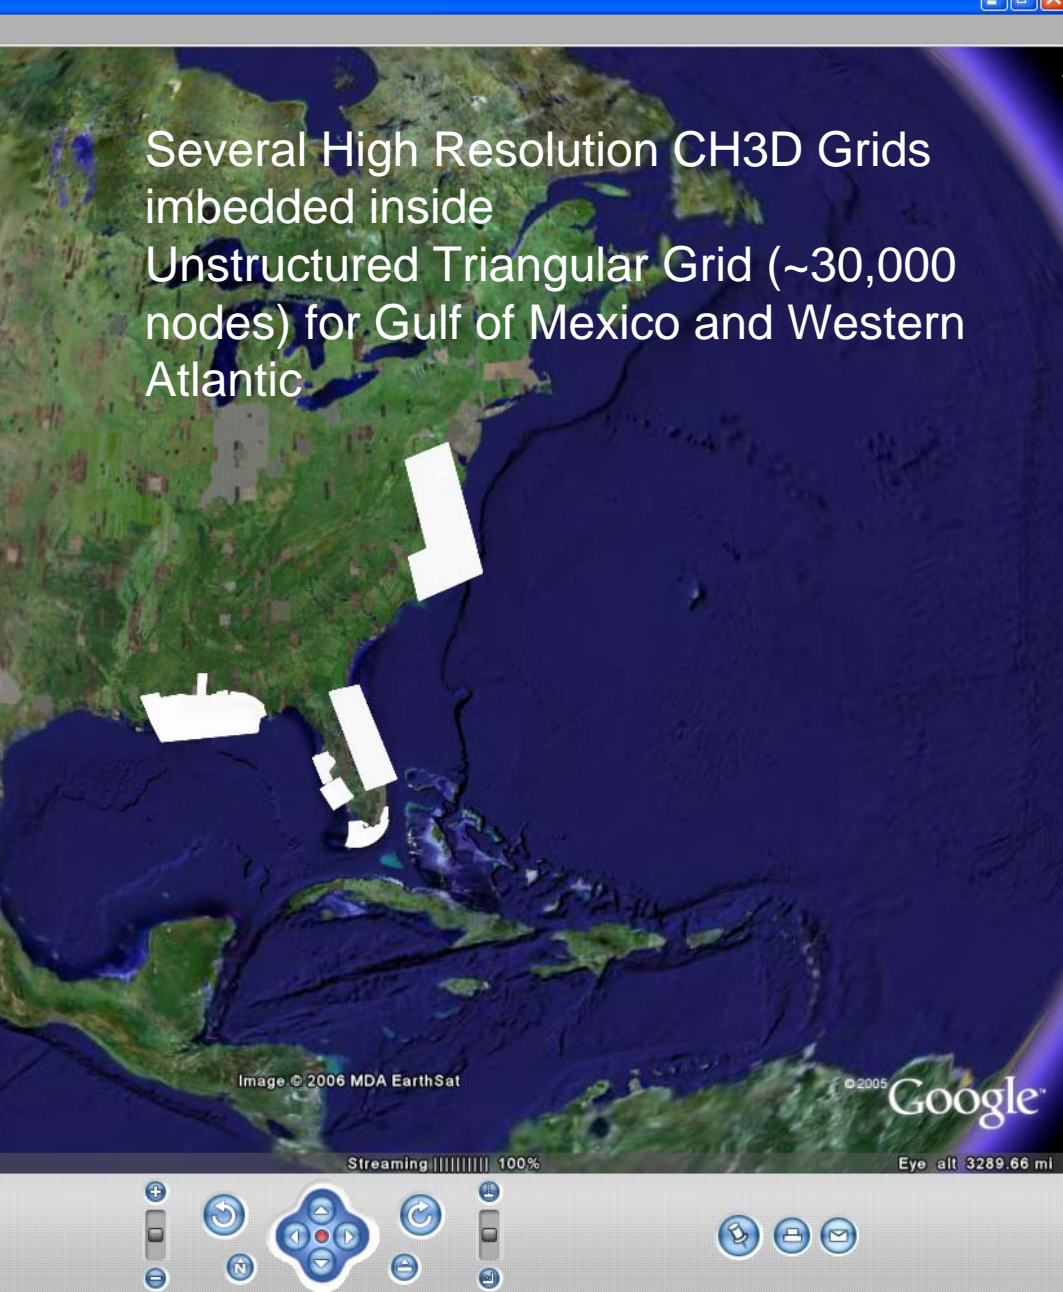 Several High Resolution CH3D Grids
imbedded inside
Unstructured Triangular Grid (~30,000
nodes) for Gulf of Mexico and Western
Atlantic
Image © 2006 MDA EarthSat
©2005 Google™
Streaming |||||||||| 100%
Eye alt 3289.66 mi
N